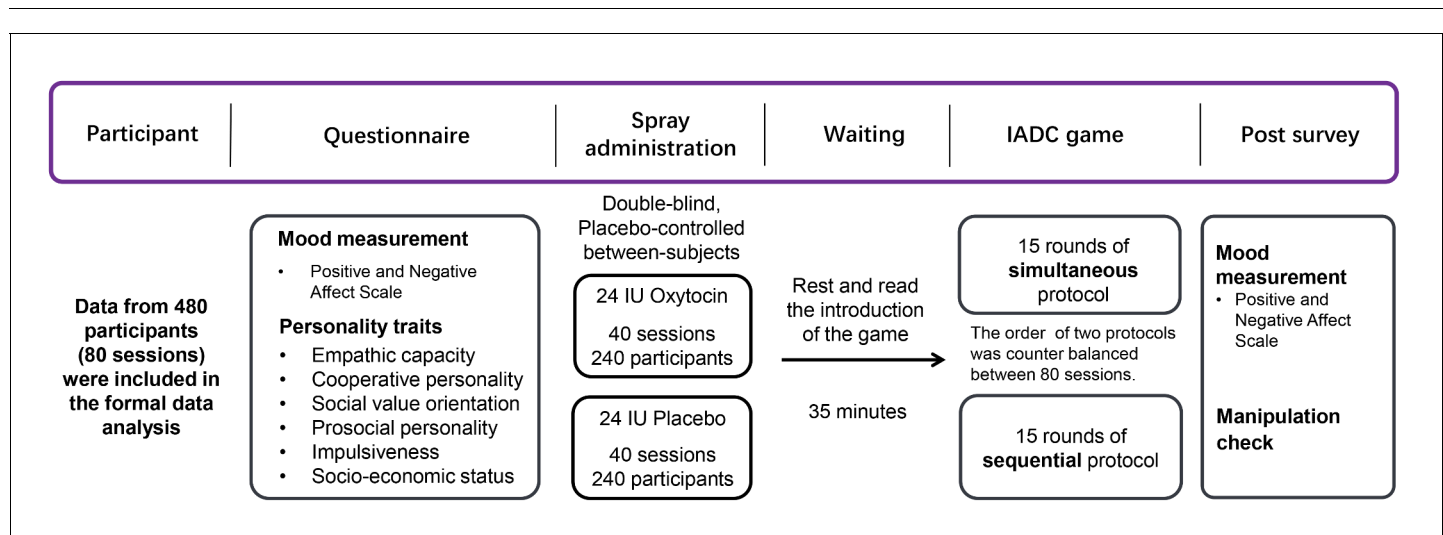 Participant
Questionnaire
Spray
administration
Waiting
IADC game
Post survey
Data from 480
participants
(80 sessions)
were included in
the formal data
analysis
Mood measurement
• Positive and Negative
Affect Scale
Personality traits
• Empathic capacity
• Cooperative personality
• Social value orientation
• Prosocial personality
• Impulsiveness
• Socio-economic status
Double-blind,
Placebo-controlled
between-subjects
24 IU Oxytocin
40 sessions
240 participants
24 IU Placebo
40 sessions
240 participants
Rest and read
the introduction
of the game
35 minutes
15 rounds of
simultaneous
protocol
The order of two protocols
was counter balanced
between 80 sessions.
15 rounds of
sequential protocol
Mood
measurement
• Positive and
Negative Affect
Scale
Manipulation
check